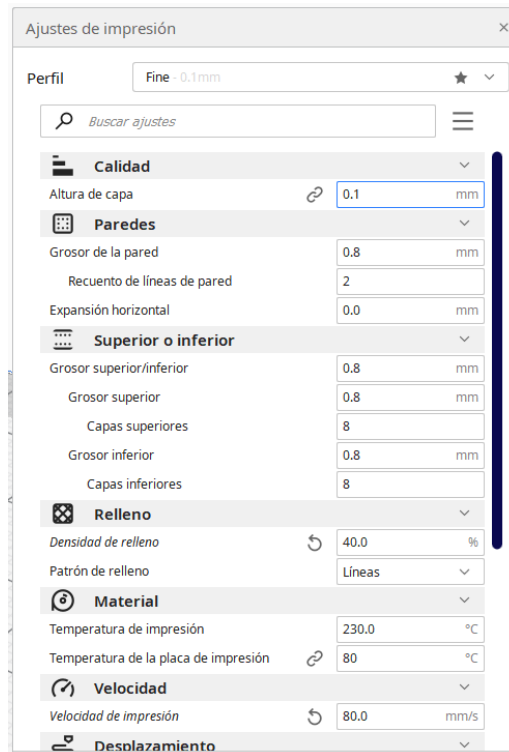 Ajustes de impresión ×
Perfil Fine - 0.1mm
Buscar ajustes
Calidad
Altura de capa 0.1 mm
Paredes
Grosor de la pared 0.8 mm
Recuento de líneas de pared 2
Expansión horizontal 0.0 mm
Superior o inferior
Grosor superior/inferior 0.8 mm
Grosor superior 0.8 mm
Capas superiores 8
Grosor inferior 0.8 mm
Capas inferiores 8
Relleno
Densidad de relleno 40.0 %
Patrón de relleno Líneas
Material
Temperatura de impresión 230.0 °C
Temperatura de la placa de impresión 80 °C
Velocidad
Velocidad de impresión 80.0 mm/s
Desplazamiento